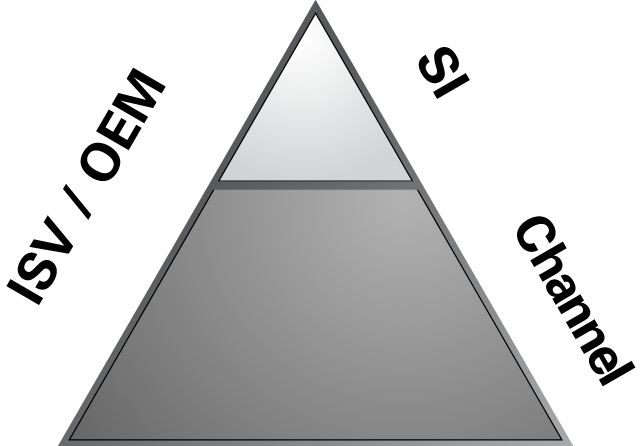 ISV / OEM
SI
Channel